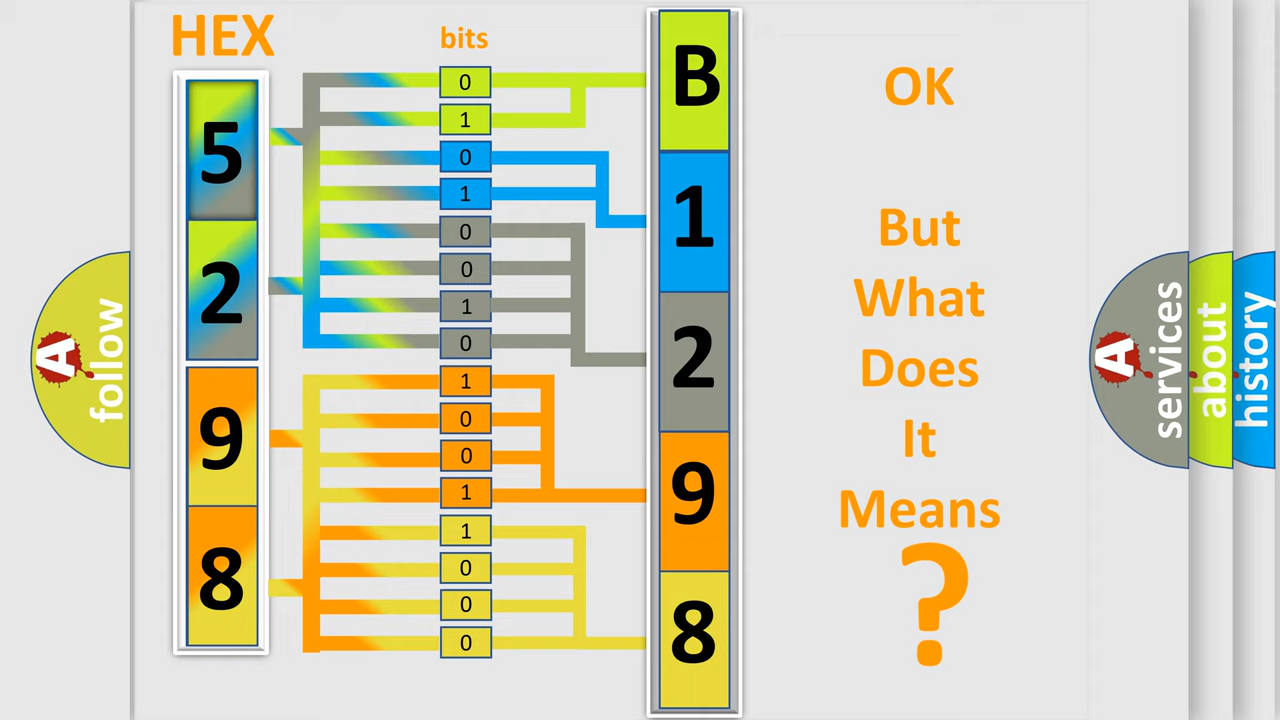 HEX
bits
5
2
9
8
0
1
0
1
0
0
1
0
1
0
0
1
1
0
0
0
B
1
2
9
8
OK
But
What
Does
It
Means
?
A
follow
A
services
about
history